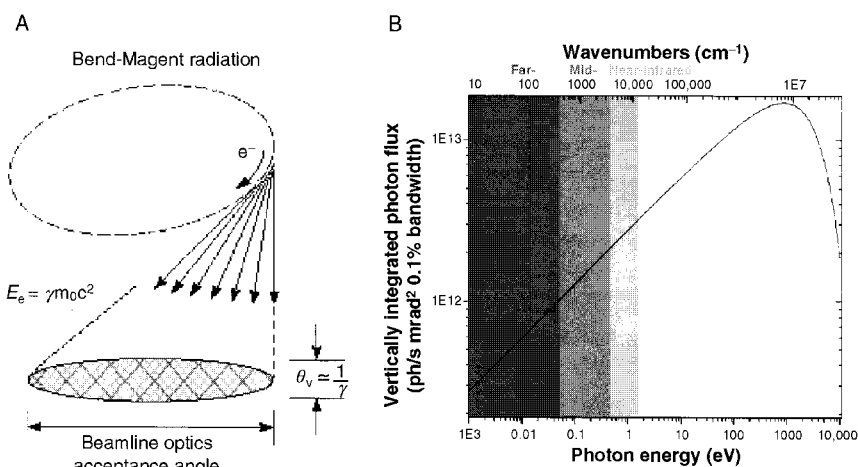 A
Bend-Magent radiation
e⁻
Eₑ = γm₀c²
θᵥ ≃ 1/γ
Beamline optics
acceptance angle
B
Wavenumbers (cm⁻¹)
Far- Mid- Near-Infrared
10 100 1000 10,000 100,000 1E7
Vertically integrated photon flux
(ph/s mrad² 0.1% bandwidth)
1E13
1E12
1E3 0.01 0.1 1 10 100 1000 10,000
Photon energy (eV)